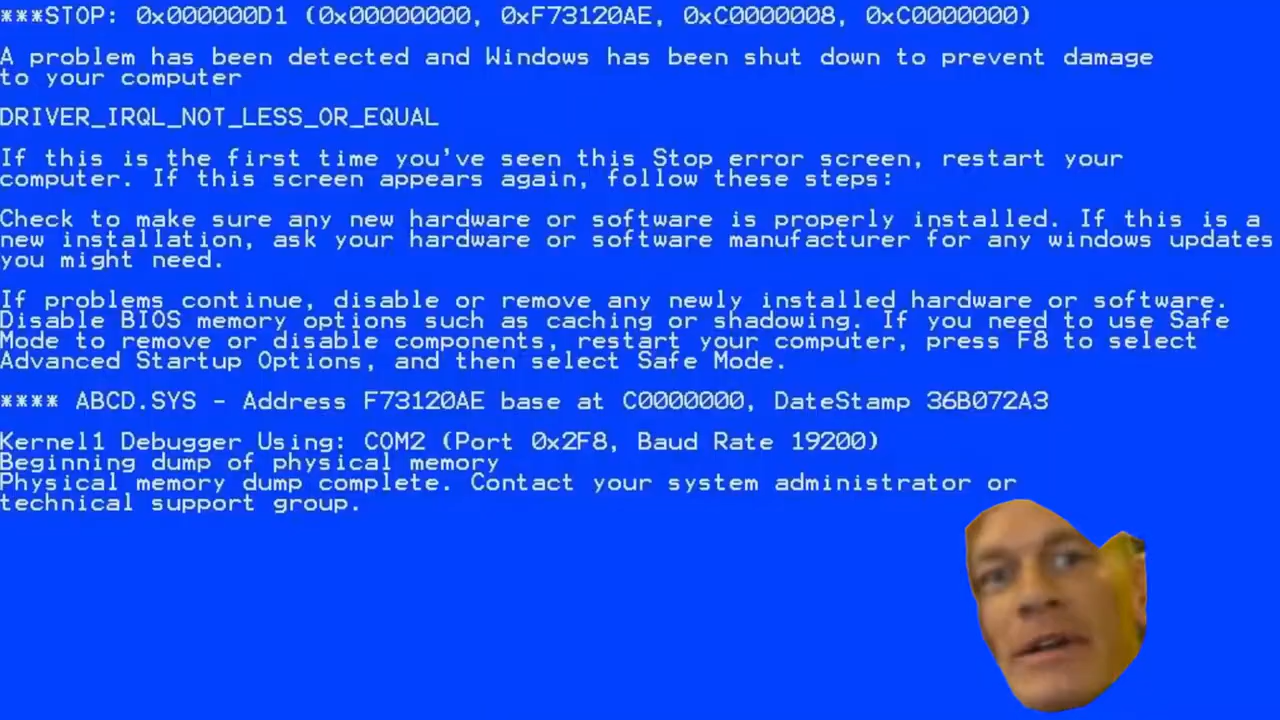 ***STOP: 0x000000D1 (0x00000000, 0xF73120AE, 0xC0000008, 0xC0000000)
A problem has been detected and Windows has been shut down to prevent damage
to your computer
DRIVER_IRQL_NOT_LESS_OR_EQUAL
If this is the first time you've seen this Stop error screen, restart your
computer. If this screen appears again, follow these steps:
Check to make sure any new hardware or software is properly installed. If this is a
new installation, ask your hardware or software manufacturer for any windows updates
you might need.
If problems continue, disable or remove any newly installed hardware or software.
Disable BIOS memory options such as caching or shadowing. If you need to use Safe
Mode to remove or disable components, restart your computer, press F8 to select
Advanced Startup Options, and then select Safe Mode.
**** ABCD.SYS - Address F73120AE base at C0000000, DateStamp 36B072A3
Kernel1 Debugger Using: COM2 (Port 0x2F8, Baud Rate 19200)
Beginning dump of physical memory
Physical memory dump complete. Contact your system administrator or
technical support group.